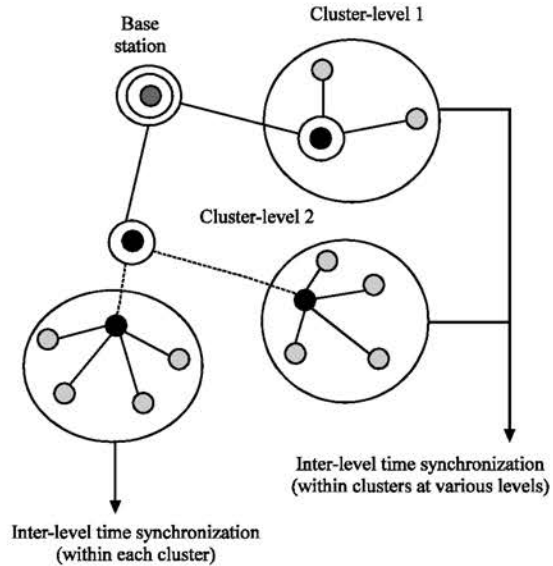 Cluster-level 1
Base
station
Cluster-level 2
Inter-level time synchronization
(within clusters at various levels)
Inter-level time synchronization
(within each cluster)